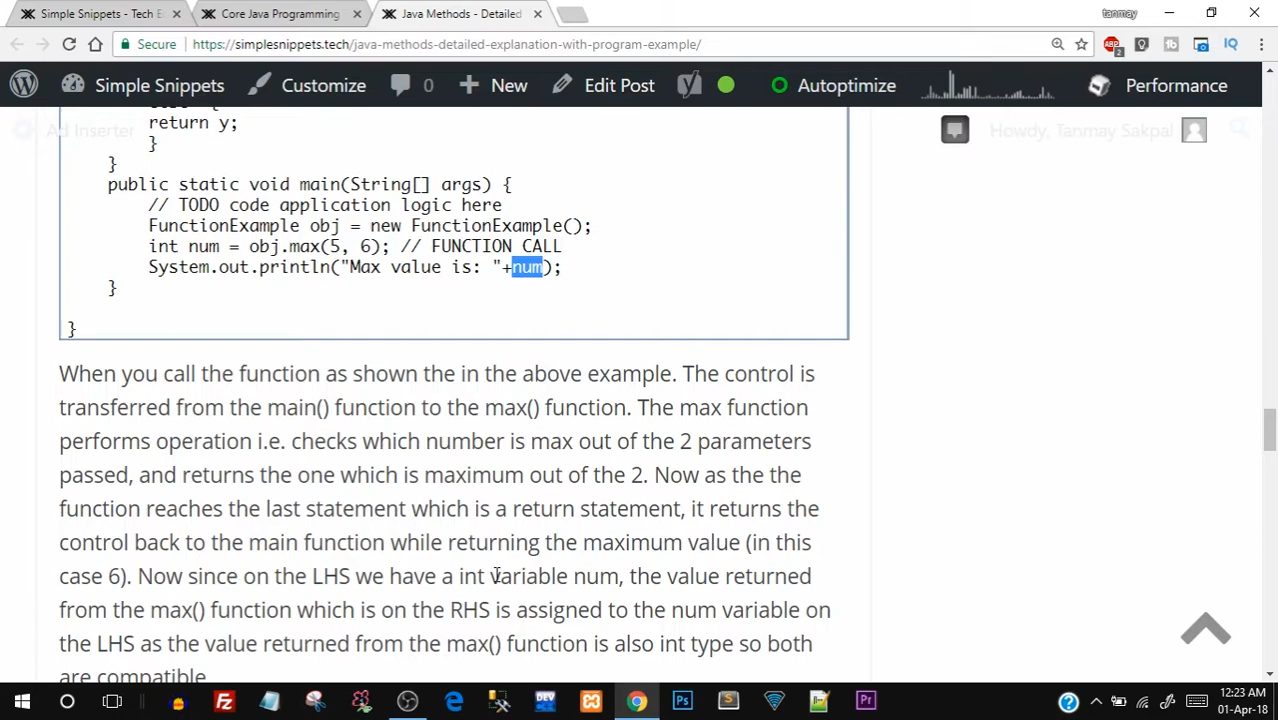 Simple Snippets - Tech E
Core Java Programming
Java Methods - Detailed
tanmay
Secure
https://simplesnippets.tech/java-methods-detailed-explanation-with-program-example/
Simple Snippets
Customize
0
New
Edit Post
Autoptimize
Performance
Ad Inserter
Howdy, Tanmay Sakpal
return y;
}
}
public static void main(String[] args) {
// TODO code application logic here
FunctionExample obj = new FunctionExample();
int num = obj.max(5, 6); // FUNCTION CALL
System.out.println("Max value is: "+num);
}
}
When you call the function as shown the in the above example. The control is
transferred from the main() function to the max() function. The max function
performs operation i.e. checks which number is max out of the 2 parameters
passed, and returns the one which is maximum out of the 2. Now as the the
function reaches the last statement which is a return statement, it returns the
control back to the main function while returning the maximum value (in this
case 6). Now since on the LHS we have a int variable num, the value returned
from the max() function which is on the RHS is assigned to the num variable on
the LHS as the value returned from the max() function is also int type so both
are compatible
12:23 AM
01-Apr-18